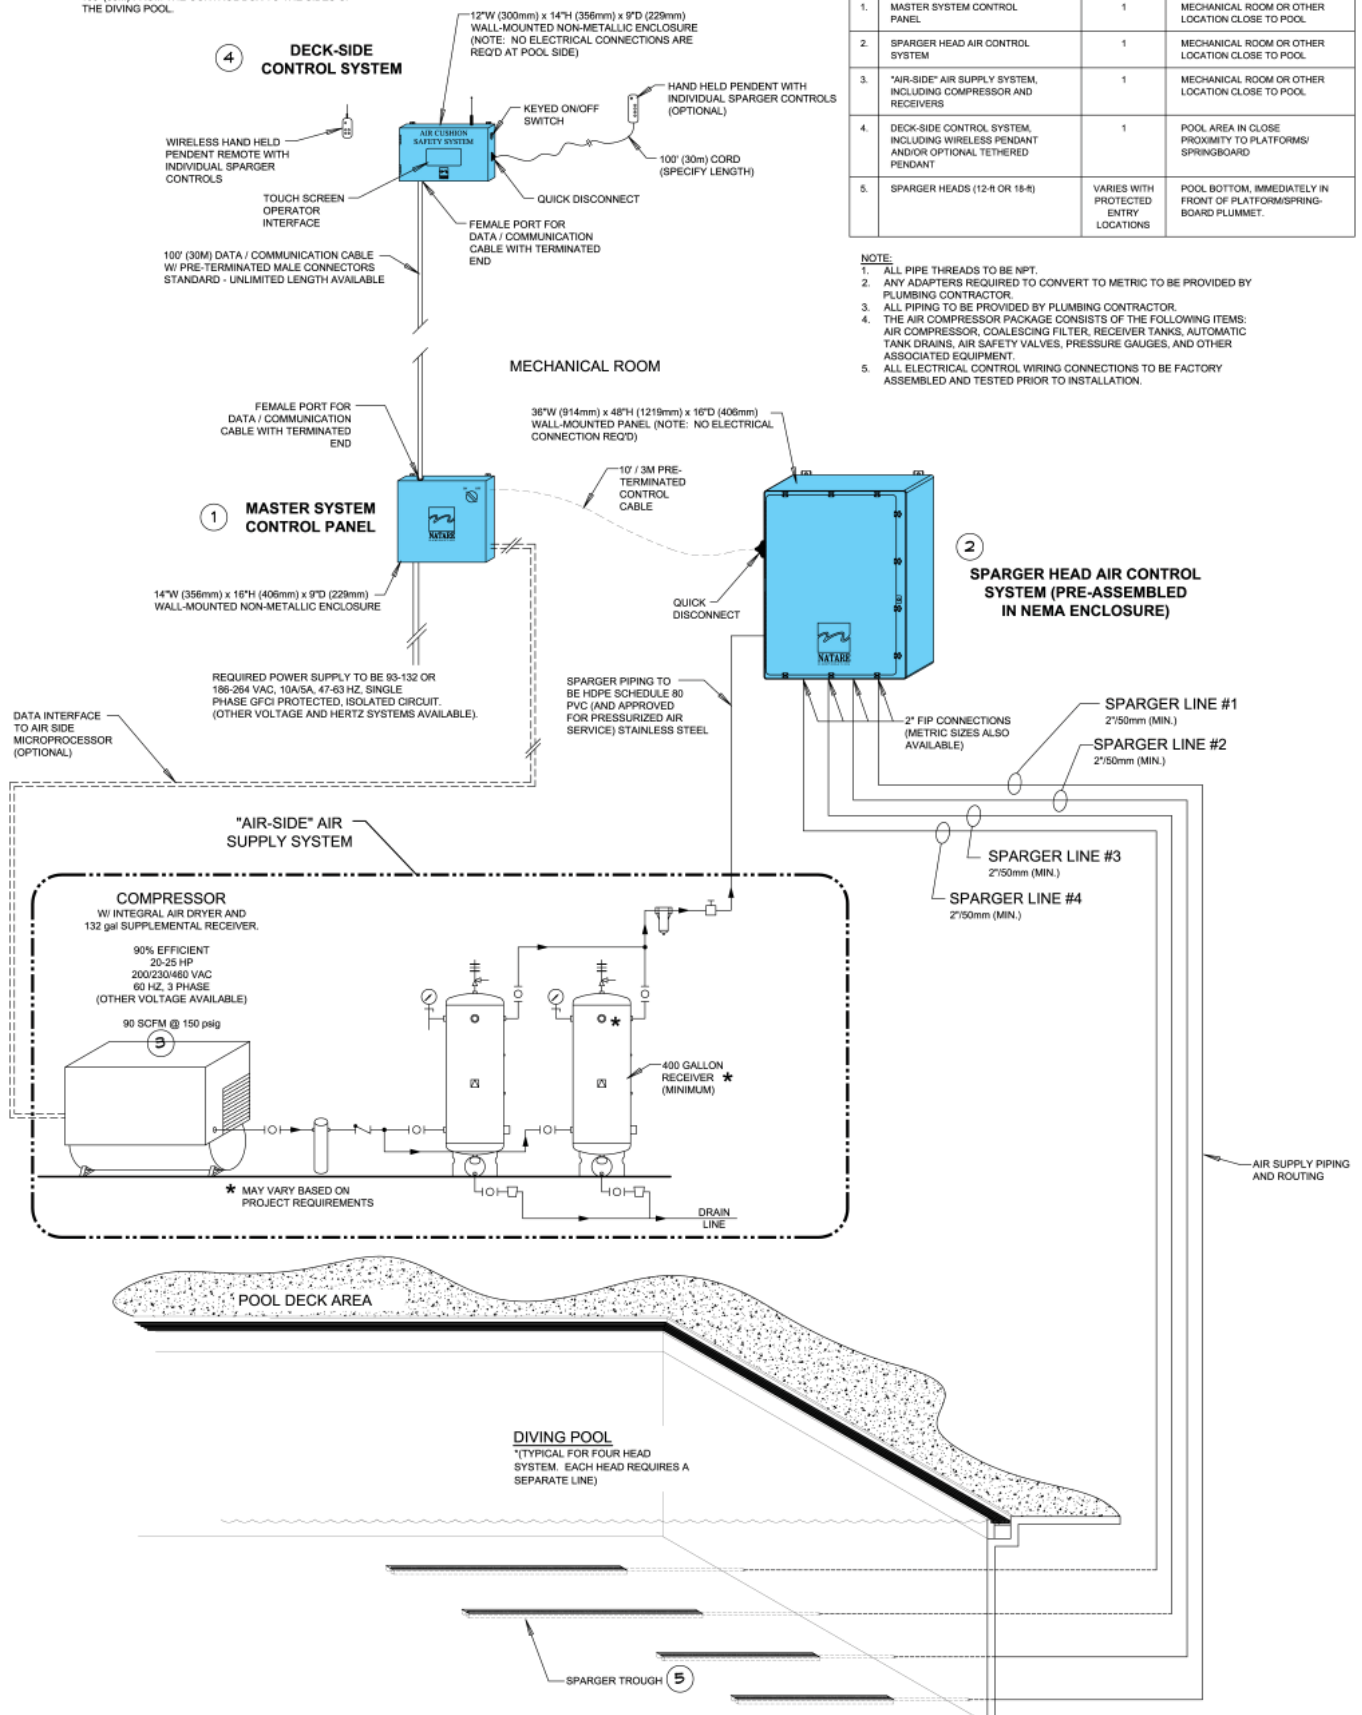 THE DIVING POOL.
4
DECK-SIDE
CONTROL SYSTEM
12"W (300mm) x 14"H (356mm) x 9"D (229mm)
WALL-MOUNTED NON-METALLIC ENCLOSURE
(NOTE: NO ELECTRICAL CONNECTIONS ARE
REQ'D AT POOL SIDE)
HAND HELD PENDENT WITH
INDIVIDUAL SPARGER CONTROLS
(OPTIONAL)
KEYED ON/OFF
SWITCH
AIR CUSHION
SAFETY SYSTEM
WIRELESS HAND HELD
PENDENT REMOTE WITH
INDIVIDUAL SPARGER
CONTROLS
100' (30m) CORD
(SPECIFY LENGTH)
TOUCH SCREEN
OPERATOR
INTERFACE
QUICK DISCONNECT
FEMALE PORT FOR
DATA / COMMUNICATION
CABLE WITH TERMINATED
END
100' (30M) DATA / COMMUNICATION CABLE
W/ PRE-TERMINATED MALE CONNECTORS
STANDARD - UNLIMITED LENGTH AVAILABLE
1. MASTER SYSTEM CONTROL PANEL 1 MECHANICAL ROOM OR OTHER LOCATION CLOSE TO POOL
2. SPARGER HEAD AIR CONTROL SYSTEM 1 MECHANICAL ROOM OR OTHER LOCATION CLOSE TO POOL
3. "AIR-SIDE" AIR SUPPLY SYSTEM, INCLUDING COMPRESSOR AND RECEIVERS 1 MECHANICAL ROOM OR OTHER LOCATION CLOSE TO POOL
4. DECK-SIDE CONTROL SYSTEM, INCLUDING WIRELESS PENDANT AND/OR OPTIONAL TETHERED PENDANT 1 POOL AREA IN CLOSE PROXIMITY TO PLATFORMS/ SPRINGBOARD
5. SPARGER HEADS (12-ft OR 18-ft) VARIES WITH PROTECTED ENTRY LOCATIONS POOL BOTTOM, IMMEDIATELY IN FRONT OF PLATFORM/SPRING-BOARD PLUMMET.
NOTE:
1. ALL PIPE THREADS TO BE NPT.
2. ANY ADAPTERS REQUIRED TO CONVERT TO METRIC TO BE PROVIDED BY
PLUMBING CONTRACTOR.
3. ALL PIPING TO BE PROVIDED BY PLUMBING CONTRACTOR.
4. THE AIR COMPRESSOR PACKAGE CONSISTS OF THE FOLLOWING ITEMS:
AIR COMPRESSOR, COALESCING FILTER, RECEIVER TANKS, AUTOMATIC
TANK DRAINS, AIR SAFETY VALVES, PRESSURE GAUGES, AND OTHER
ASSOCIATED EQUIPMENT.
5. ALL ELECTRICAL CONTROL WIRING CONNECTIONS TO BE FACTORY
ASSEMBLED AND TESTED PRIOR TO INSTALLATION.
MECHANICAL ROOM
FEMALE PORT FOR
DATA / COMMUNICATION
CABLE WITH TERMINATED
END
36"W (914mm) x 48"H (1219mm) x 16"D (406mm)
WALL-MOUNTED PANEL (NOTE: NO ELECTRICAL
CONNECTION REQ'D)
10' / 3M PRE-
TERMINATED
CONTROL
CABLE
1
MASTER SYSTEM
CONTROL PANEL
NATARE
14"W (356mm) x 16"H (406mm) x 9"D (229mm)
WALL-MOUNTED NON-METALLIC ENCLOSURE
QUICK
DISCONNECT
NATARE
2
SPARGER HEAD AIR CONTROL
SYSTEM (PRE-ASSEMBLED
IN NEMA ENCLOSURE)
REQUIRED POWER SUPPLY TO BE 93-132 OR
186-264 VAC, 10A/5A, 47-63 HZ, SINGLE
PHASE GFCI PROTECTED, ISOLATED CIRCUIT.
(OTHER VOLTAGE AND HERTZ SYSTEMS AVAILABLE).
SPARGER PIPING TO
BE HDPE SCHEDULE 80
PVC (AND APPROVED
FOR PRESSURIZED AIR
SERVICE) STAINLESS STEEL
2" FIP CONNECTIONS
(METRIC SIZES ALSO
AVAILABLE)
SPARGER LINE #1
2"/50mm (MIN.)
SPARGER LINE #2
2"/50mm (MIN.)
SPARGER LINE #3
2"/50mm (MIN.)
SPARGER LINE #4
2"/50mm (MIN.)
DATA INTERFACE
TO AIR SIDE
MICROPROCESSOR
(OPTIONAL)
"AIR-SIDE" AIR
SUPPLY SYSTEM
COMPRESSOR
W/ INTEGRAL AIR DRYER AND
132 gal SUPPLEMENTAL RECEIVER.
90% EFFICIENT
20-25 HP
200/230/460 VAC
60 HZ, 3 PHASE
(OTHER VOLTAGE AVAILABLE)
90 SCFM @ 150 psig
3
*
400 GALLON
RECEIVER *
(MINIMUM)
* MAY VARY BASED ON
PROJECT REQUIREMENTS
DRAIN
LINE
AIR SUPPLY PIPING
AND ROUTING
POOL DECK AREA
DIVING POOL
*(TYPICAL FOR FOUR HEAD
SYSTEM. EACH HEAD REQUIRES A
SEPARATE LINE)
SPARGER TROUGH 5